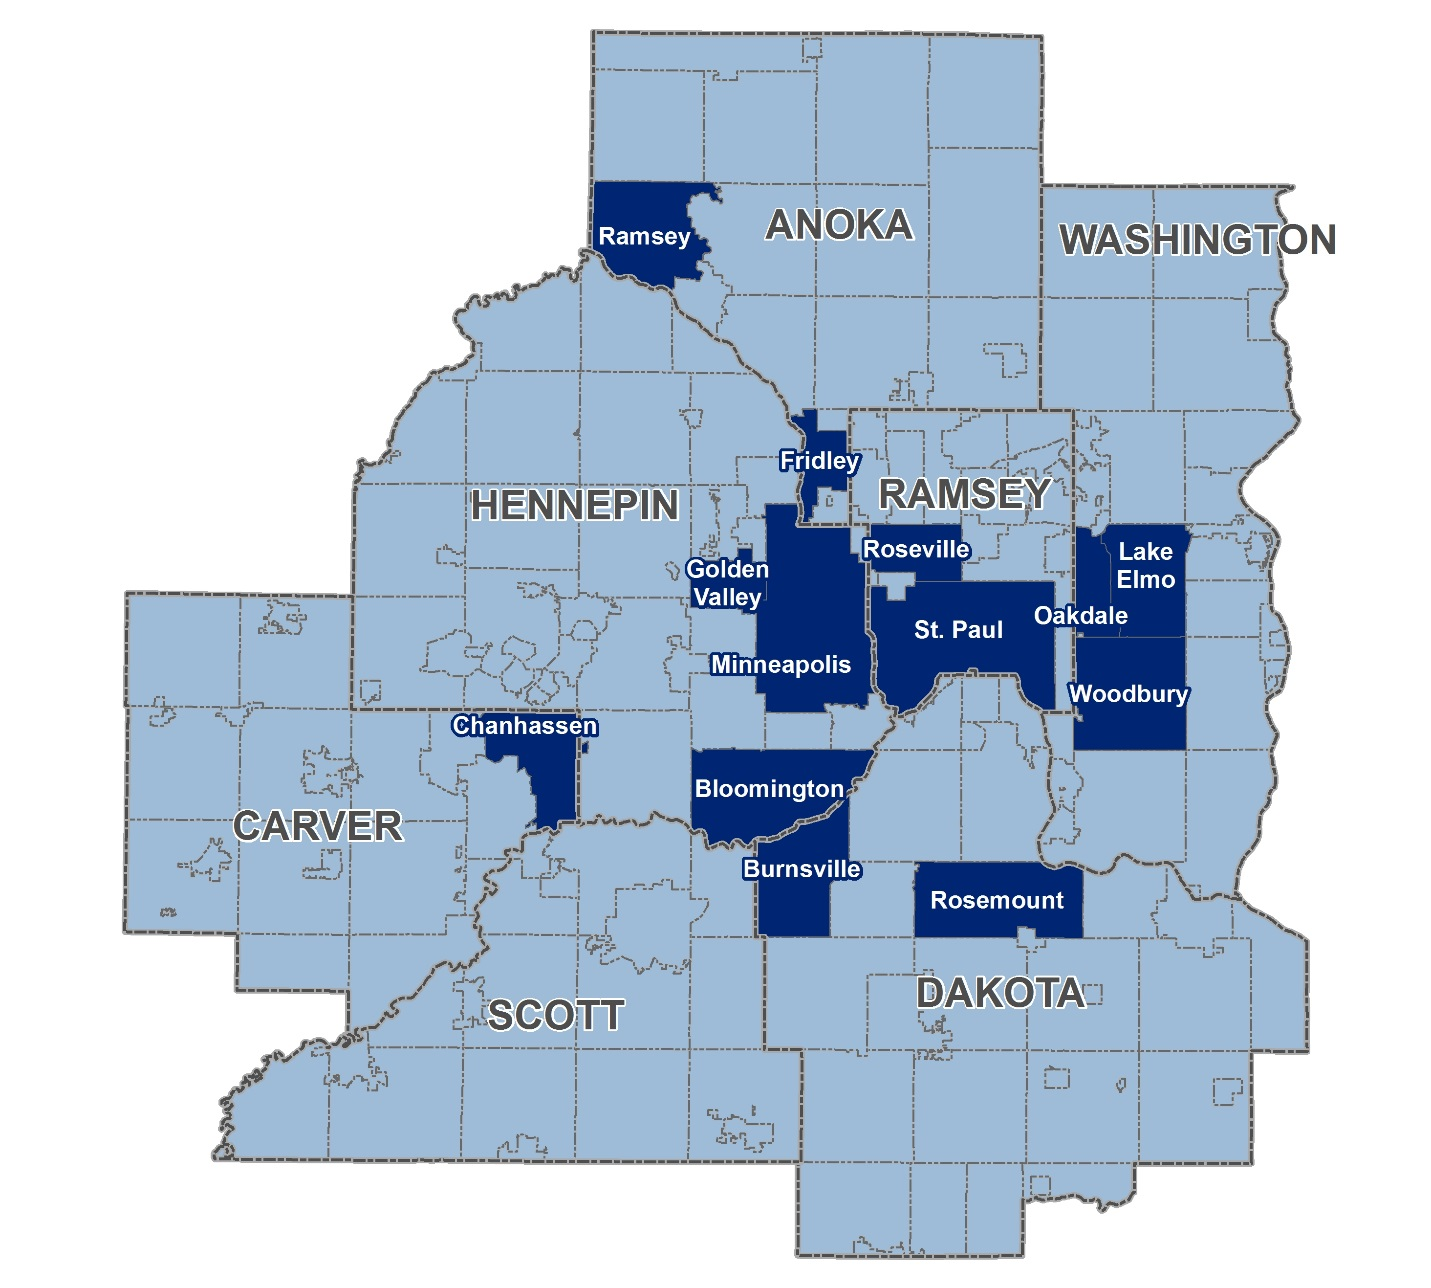 ANOKA
Ramsey
WASHINGTON
Fridley
HENNEPIN
RAMSEY
Roseville
Lake
Elmo
Golden
Valley
Oakdale
St. Paul
Minneapolis
Woodbury
Chanhassen
Bloomington
CARVER
Burnsville
Rosemount
DAKOTA
SCOTT